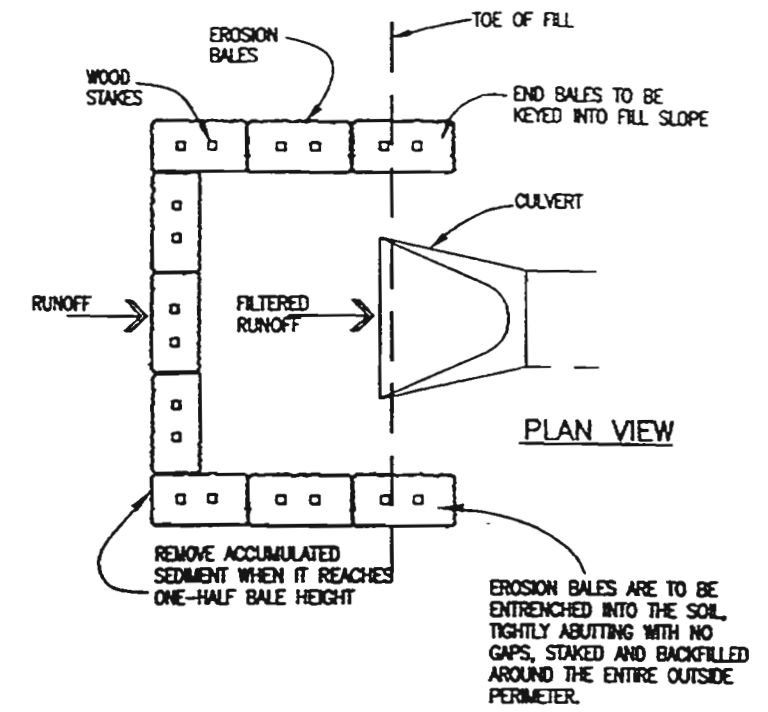 TOE OF FILL
EROSION
BALES
WOOD
STAKES
END BALES TO BE
KEYED INTO FILL SLOPE
CULVERT
RUNOFF
FILTERED
RUNOFF
PLAN VIEW
REMOVE ACCUMULATED
SEDIMENT WHEN IT REACHES
ONE-HALF BALE HEIGHT
EROSION BALES ARE TO BE
ENTRENCHED INTO THE SOIL,
TIGHTLY ABUTTING WITH NO
GAPS, STAKED AND BACKFILLED
AROUND THE ENTIRE OUTSIDE
PERIMETER.